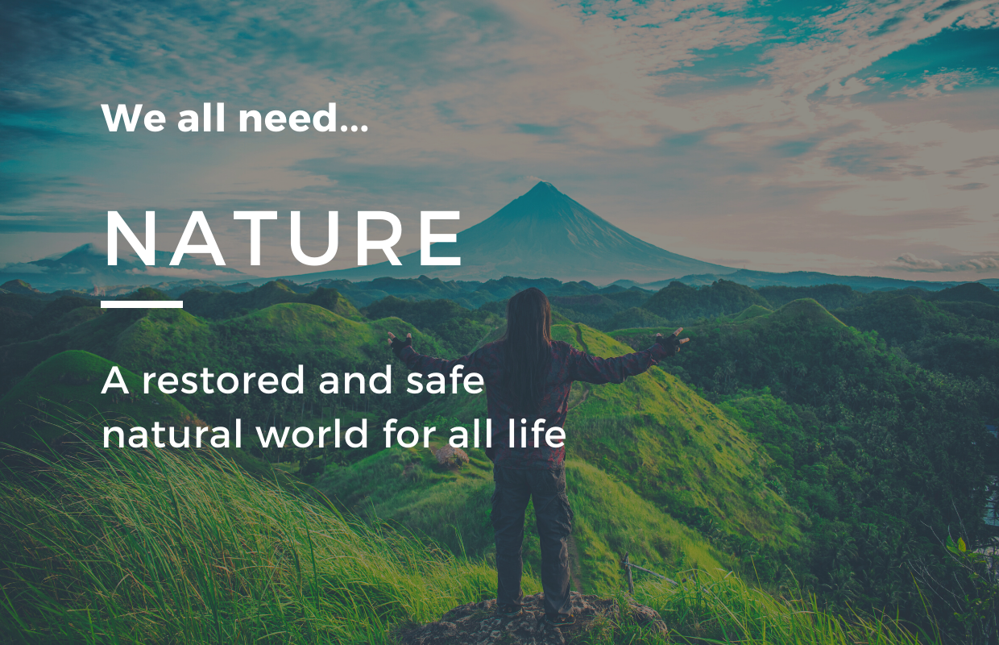 We all need...
NATURE
A restored and safe
natural world for all life